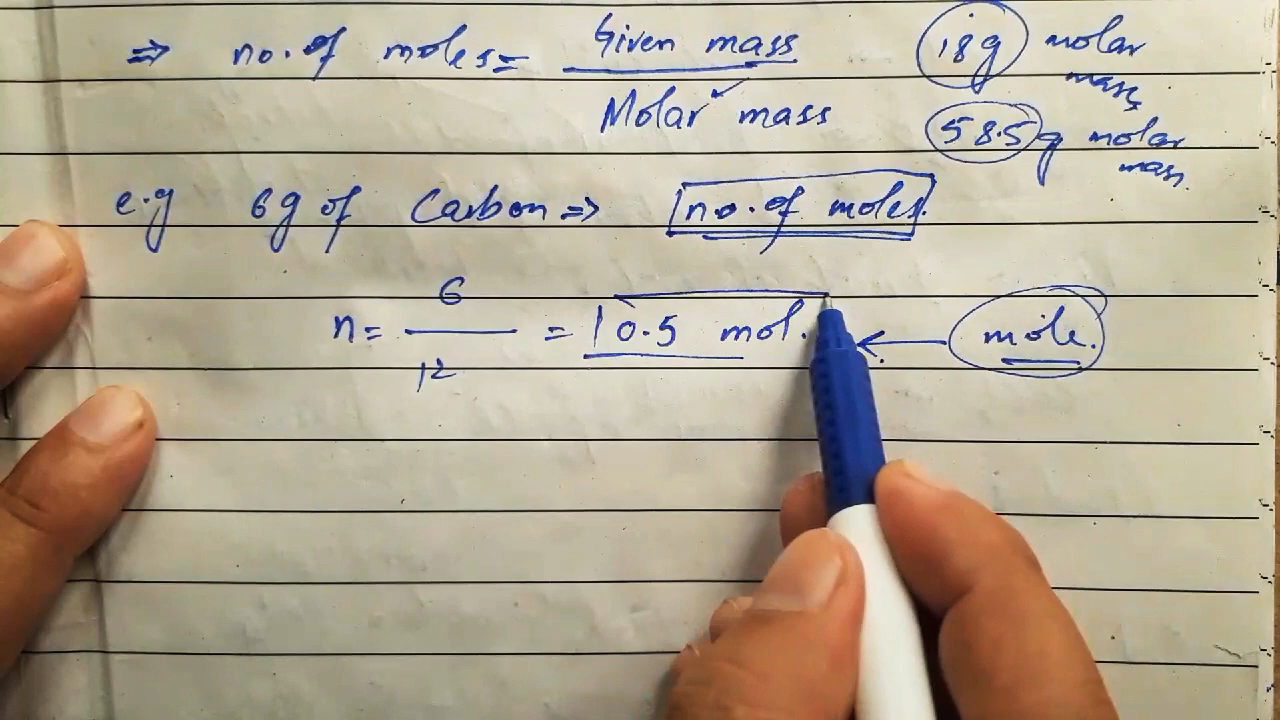 ⇒ no. of moles = Given mass
Molar mass
18g molar
mass
58.5g molar
mass.
e.g 6g of Carbon ⇒ no. of moles.
n = 6
12
= 0.5 mol. ← mole.